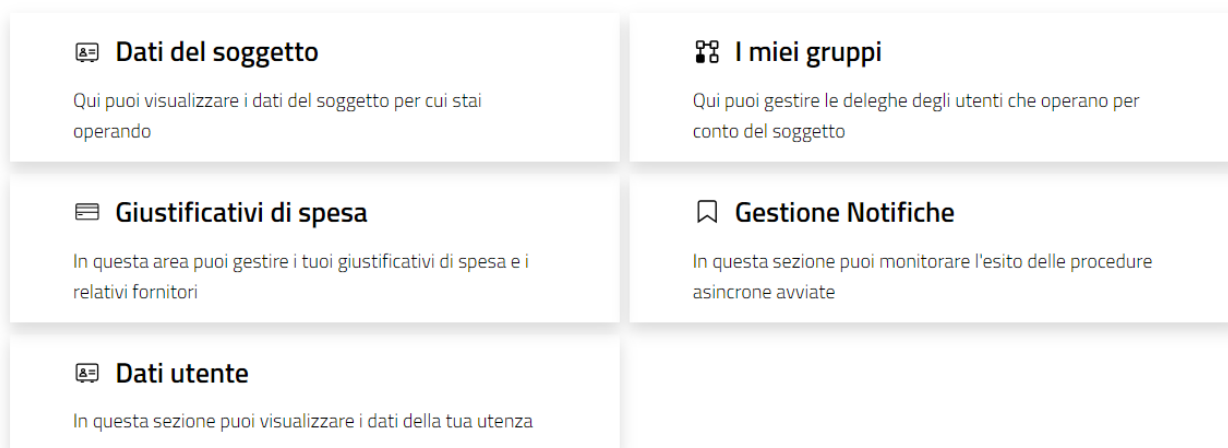 Dati del soggetto
Qui puoi visualizzare i dati del soggetto per cui stai
operando
I miei gruppi
Qui puoi gestire le deleghe degli utenti che operano per
conto del soggetto
Giustificativi di spesa
In questa area puoi gestire i tuoi giustificativi di spesa e i
relativi fornitori
Gestione Notifiche
In questa sezione puoi monitorare l'esito delle procedure
asincrone avviate
Dati utente
In questa sezione puoi visualizzare i dati della tua utenza